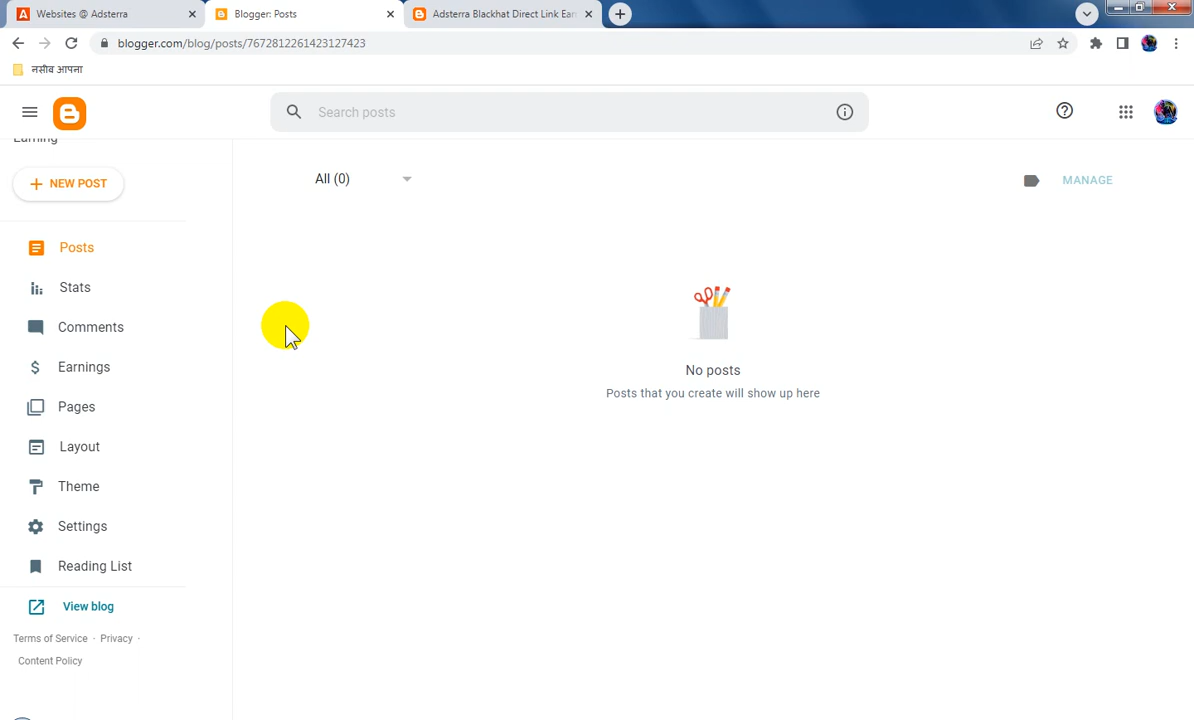 Websites @ Adsterra
Blogger: Posts
Adsterra Blackhat Direct Link Ear
blogger.com/blog/posts/7672812261423127423
नसीब आपना
Search posts
Earning
NEW POST
All (0)
MANAGE
Posts
Stats
Comments
Earnings
Pages
Layout
Theme
Settings
Reading List
View blog
No posts
Posts that you create will show up here
Terms of Service · Privacy ·
Content Policy